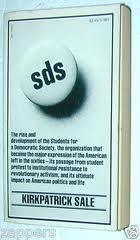 sds
The rise and
development of the Students for
a Democratic Society, the organization that
became the major expression of the American
left in the sixties—its passage from student
protest to institutional resistance to
revolutionary activism, and its ultimate
impact on American politics and life
KIRKPATRICK SALE
zappers